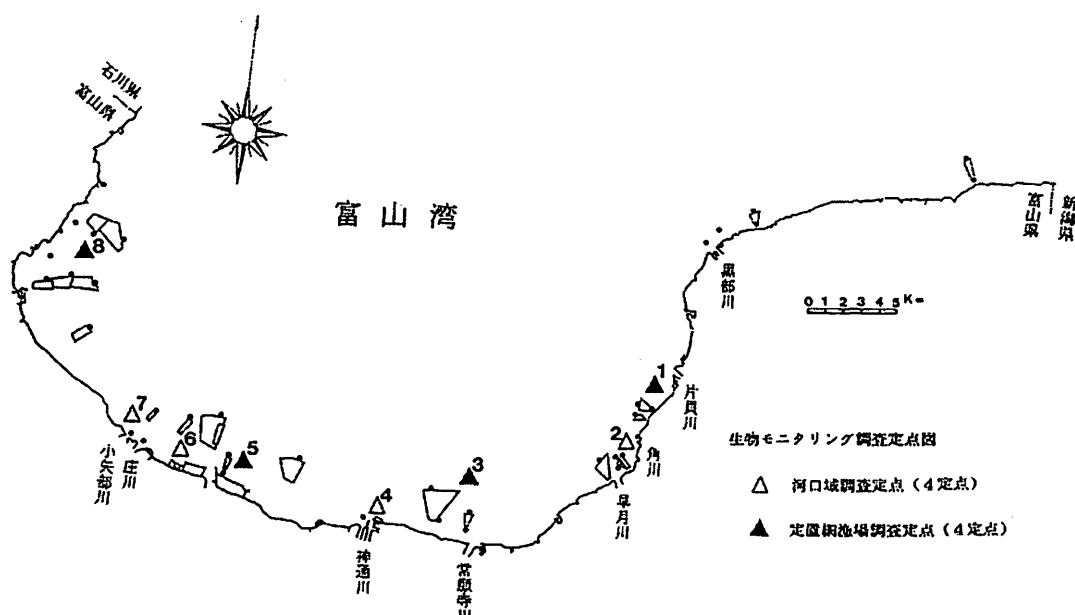 石川県
富山県
富山湾
富山県
新潟県
黒部川
0 1 2 3 4 5 Km
1
片貝川
2
角川
早月川
3
常願寺川
4
神通川
5
6
7
庄川
小矢部川
8
生物モニタリング調査定点図
△ 河口域調査定点(4定点)
▲ 定置網漁場調査定点(4定点)